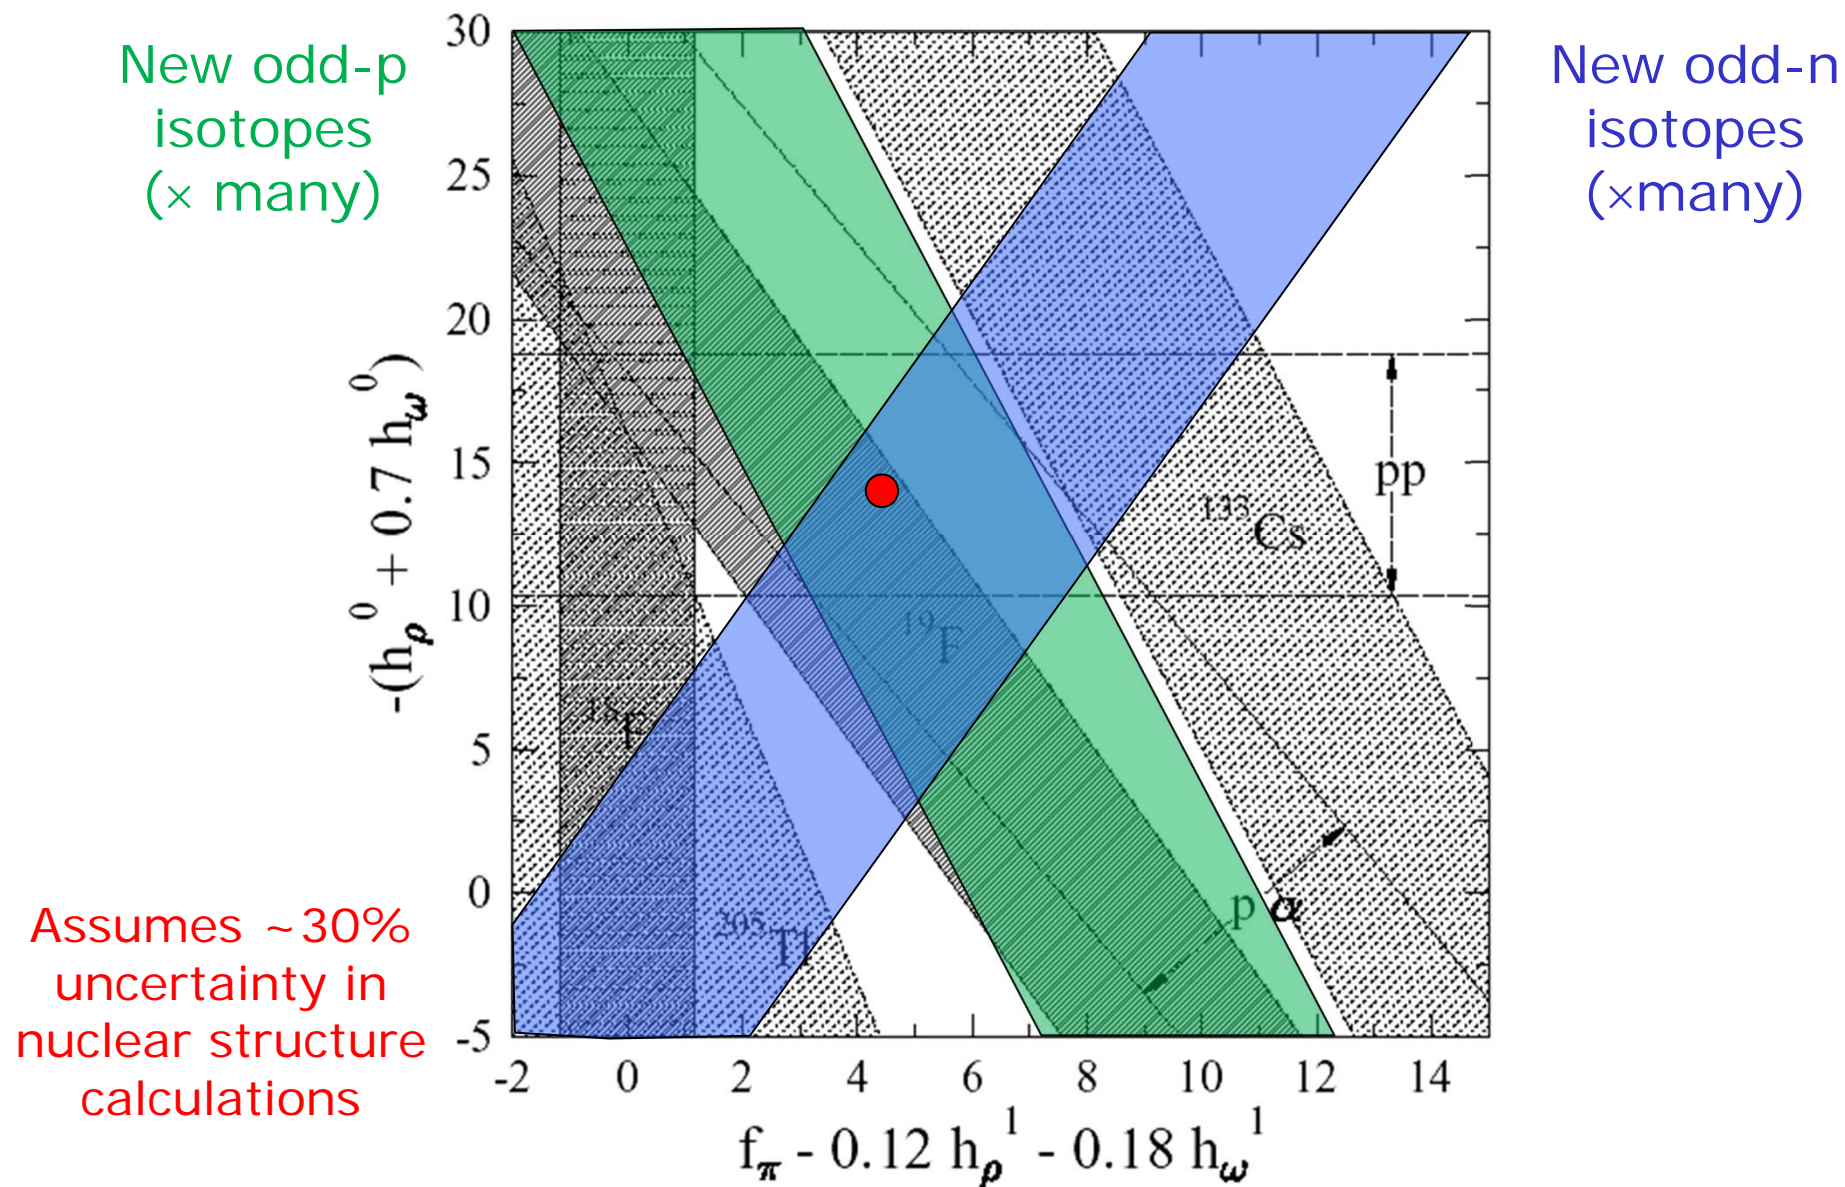 New odd-p
isotopes
(× many)
New odd-n
isotopes
(×many)
Assumes ~30%
uncertainty in
nuclear structure
calculations
30
25
20
15
10
5
0
-5
-(hρ⁰ + 0.7 hω⁰)
-2 0 2 4 6 8 10 12 14
fπ - 0.12 hρ¹ - 0.18 hω¹
pp
¹³³Cs
¹⁹F
¹⁸F
²⁰⁵Tl
p α